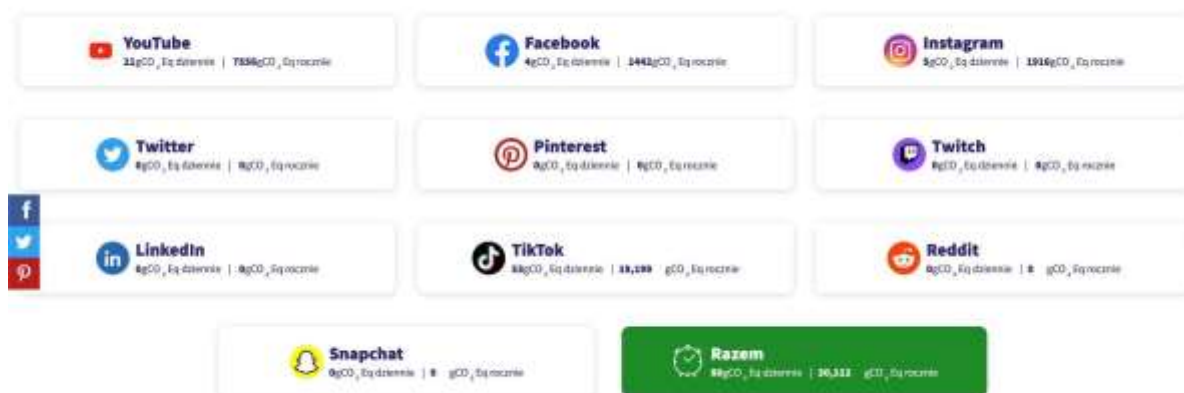 YouTube
gCO₂Eq dziennie | gCO₂Eq rocznie
Facebook
4gCO₂Eq dziennie | 1442gCO₂Eq rocznie
Instagram
5gCO₂Eq dziennie | 1916gCO₂Eq rocznie
Twitter
0gCO₂Eq dziennie | 0gCO₂Eq rocznie
Pinterest
0gCO₂Eq dziennie | 0gCO₂Eq rocznie
Twitch
0gCO₂Eq dziennie | 0gCO₂Eq rocznie
LinkedIn
0gCO₂Eq dziennie | 0gCO₂Eq rocznie
TikTok
gCO₂Eq dziennie | gCO₂Eq rocznie
Reddit
0gCO₂Eq dziennie | 0 gCO₂Eq rocznie
Snapchat
0gCO₂Eq dziennie | 0 gCO₂Eq rocznie
Razem
gCO₂Eq dziennie | gCO₂Eq rocznie